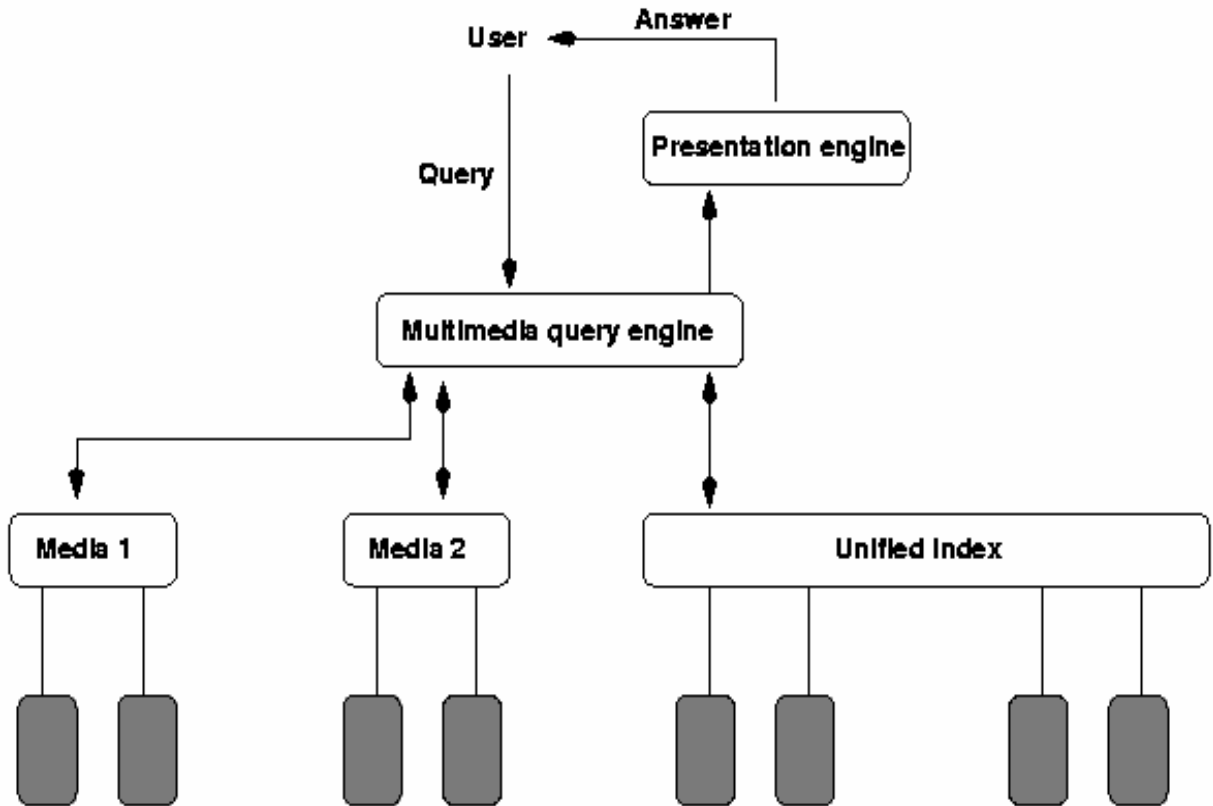 Answer
User
Presentation engine
Query
Multimedia query engine
Media 1
Media 2
Unified index